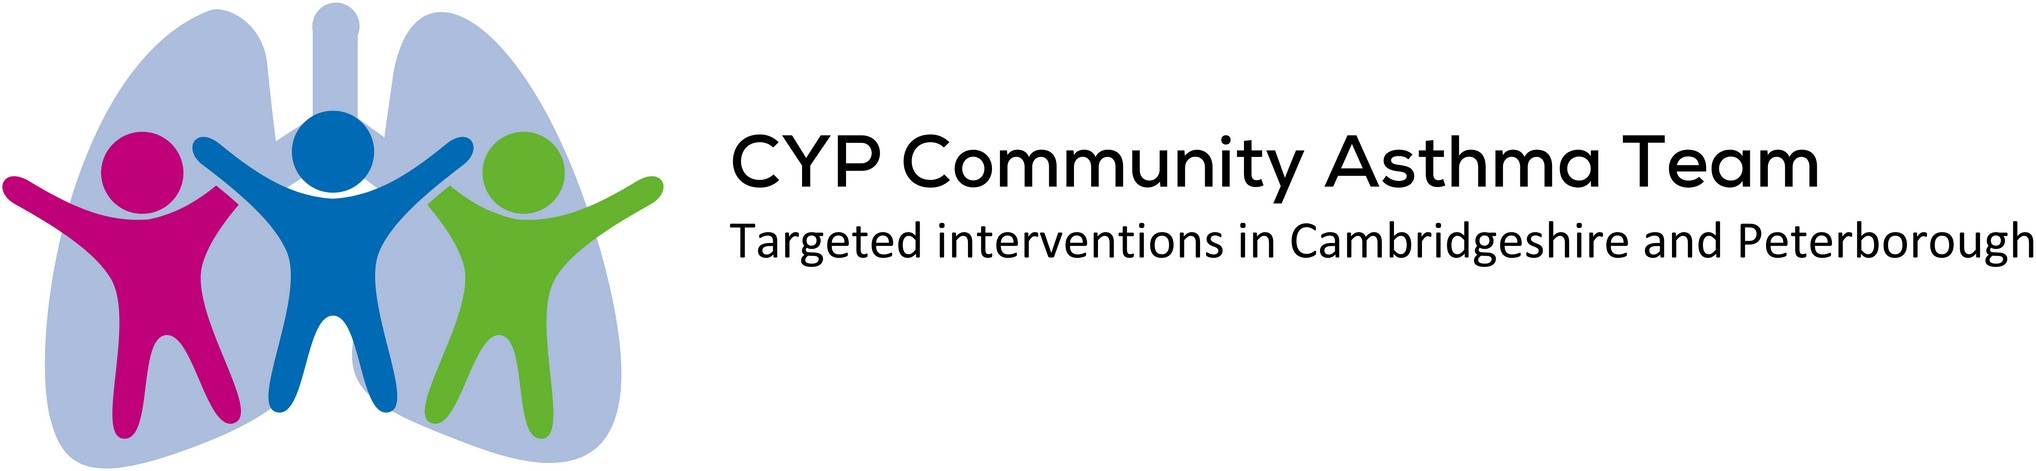 CYP Community Asthma Team
Targeted interventions in Cambridgeshire and Peterborough